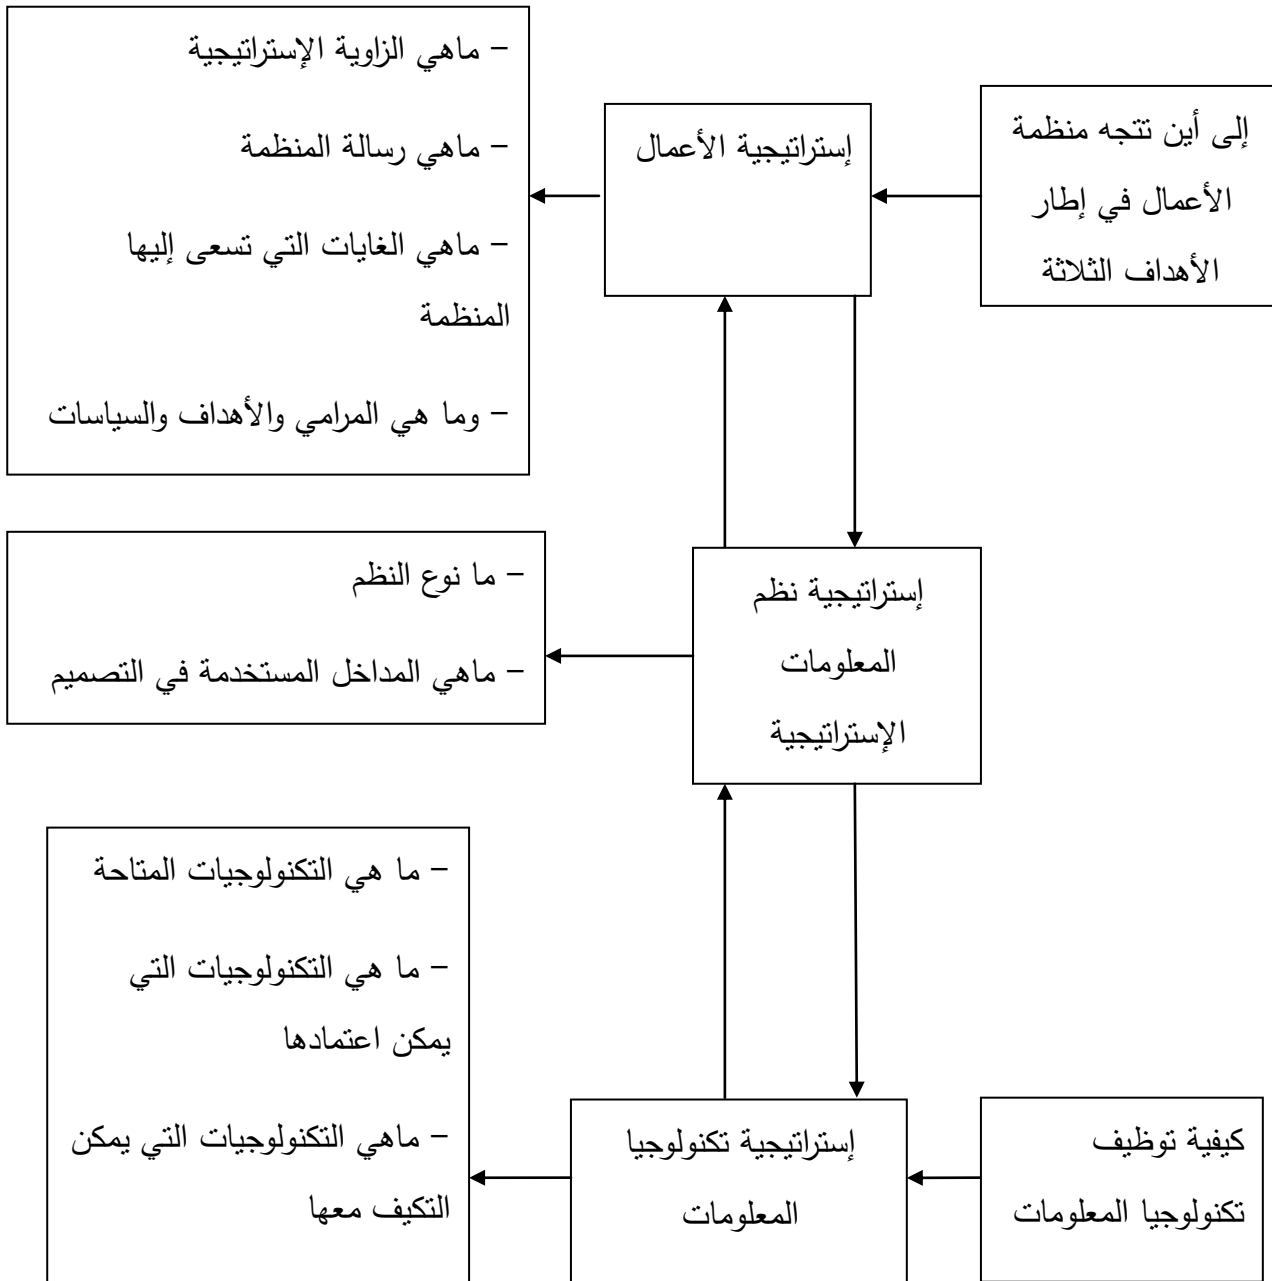 إلى أين تتجه منظمة
الأعمال في إطار
الأهداف الثلاثة
إستراتيجية الأعمال
– ماهي الزاوية الإستراتيجية
– ماهي رسالة المنظمة
– ماهي الغايات التي تسعى إليها
المنظمة
– وما هي المرامي والأهداف والسياسات
إستراتيجية نظم
المعلومات
الإستراتيجية
– ما نوع النظم
– ماهي المداخل المستخدمة في التصميم
كيفية توظيف
تكنولوجيا المعلومات
إستراتيجية تكنولوجيا
المعلومات
– ما هي التكنولوجيات المتاحة
– ما هي التكنولوجيات التي
يمكن اعتمادها
– ماهي التكنولوجيات التي يمكن
التكيف معها